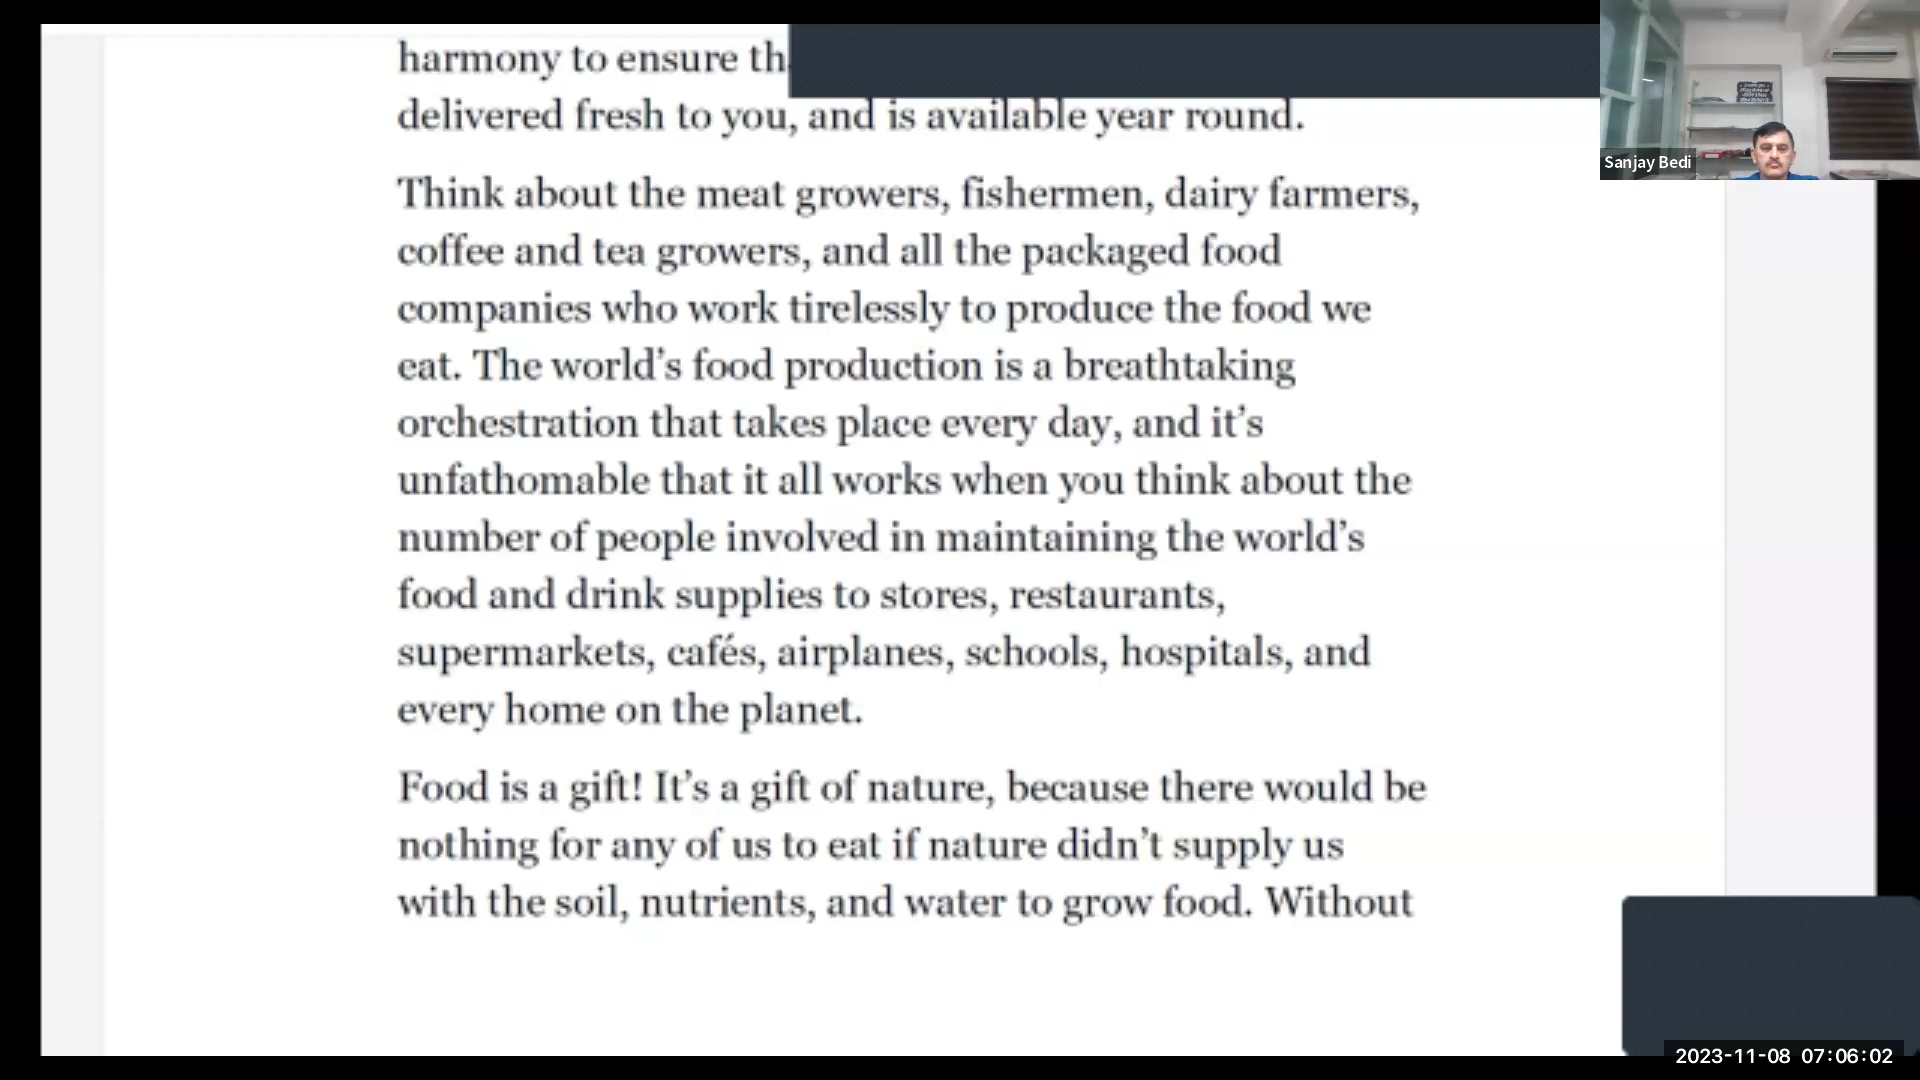 harmony to ensure
delivered fresh to you, and is available year round.
Think about the meat growers, fishermen, dairy farmers,
coffee and tea growers, and all the packaged food
companies who work tirelessly to produce the food we
eat. The world’s food production is a breathtaking
orchestration that takes place every day, and it’s
unfathomable that it all works when you think about the
number of people involved in maintaining the world’s
food and drink supplies to stores, restaurants,
supermarkets, cafés, airplanes, schools, hospitals, and
every home on the planet.
Food is a gift! It’s a gift of nature, because there would be
nothing for any of us to eat if nature didn’t supply us
with the soil, nutrients, and water to grow food. Without
Sanjay Bedi
2023-11-08 07:06:02